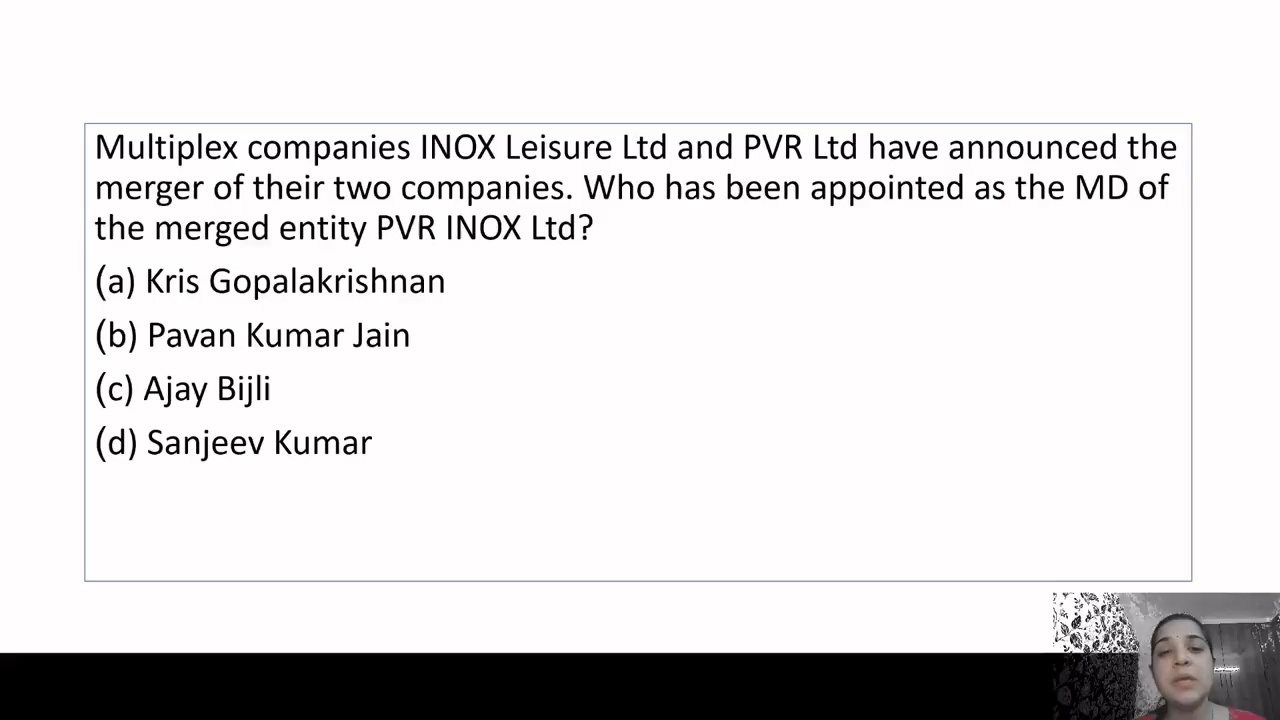 Multiplex companies INOX Leisure Ltd and PVR Ltd have announced the
merger of their two companies. Who has been appointed as the MD of
the merged entity PVR INOX Ltd?
(a) Kris Gopalakrishnan
(b) Pavan Kumar Jain
(c) Ajay Bijli
(d) Sanjeev Kumar